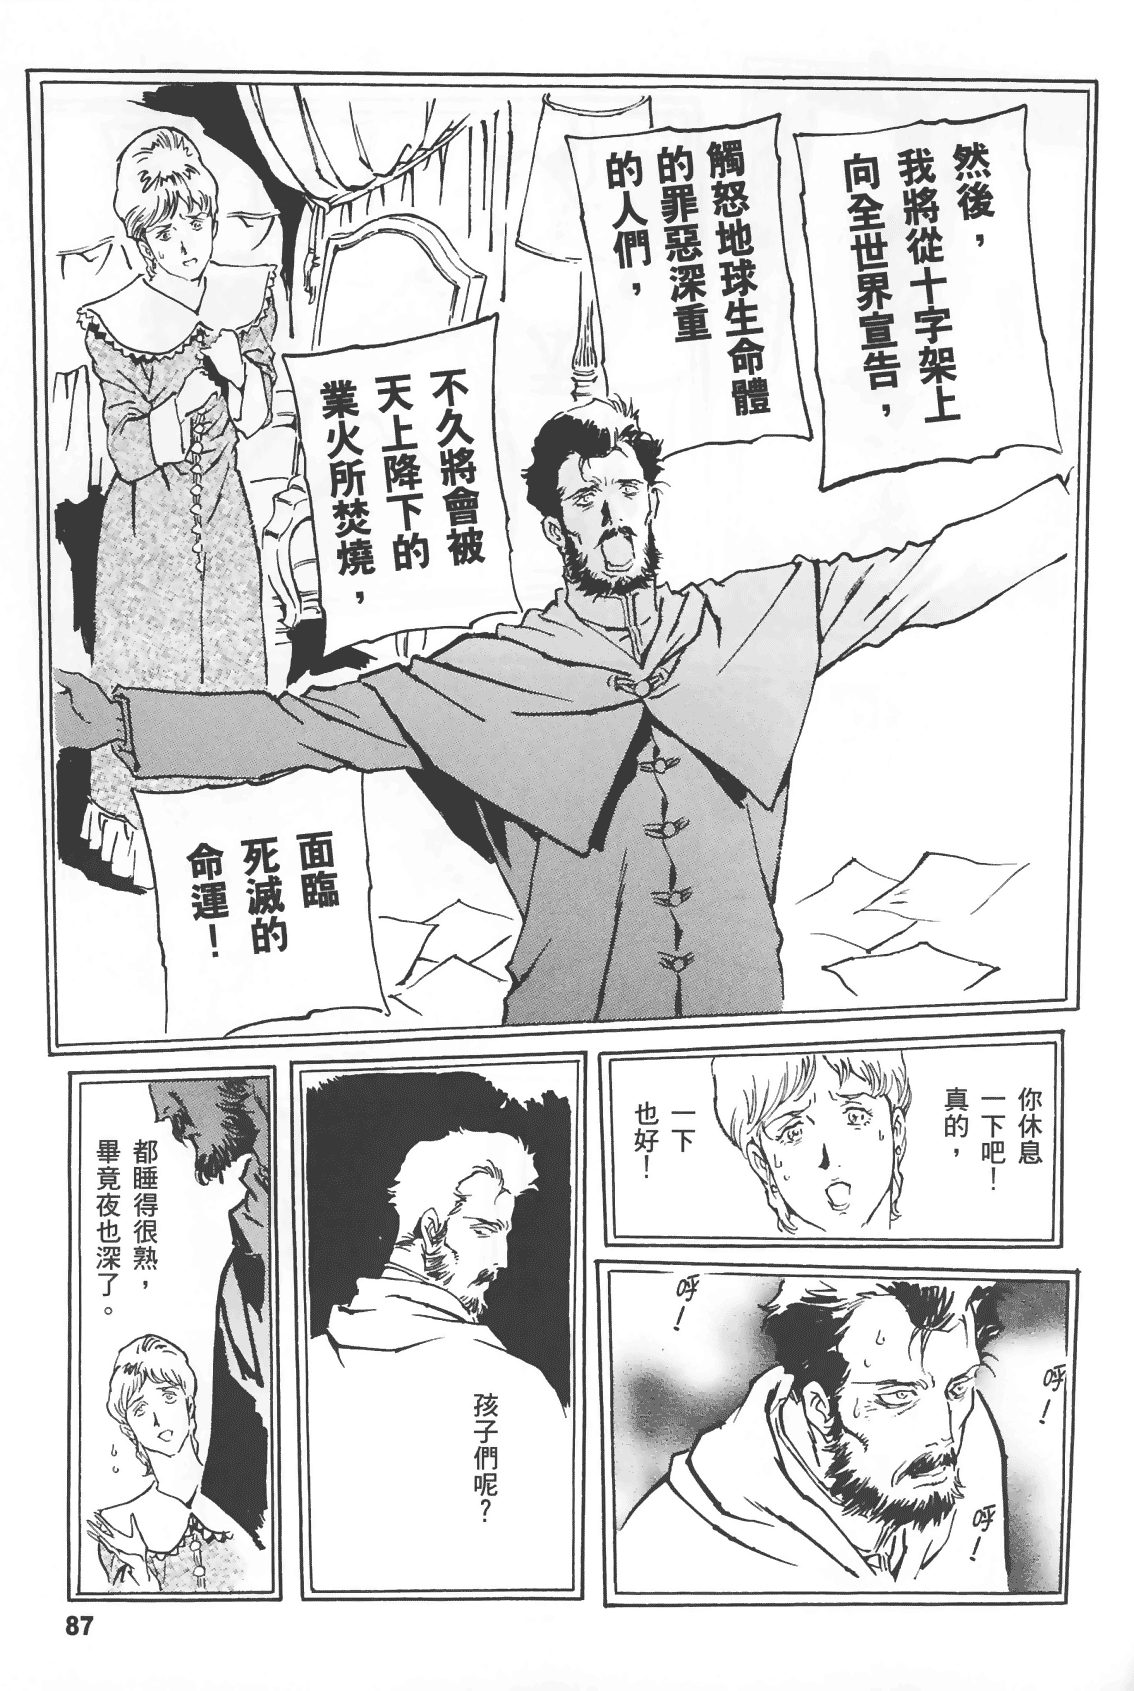 然後，
我將從十字架上
向全世界宣告，
觸怒地球生命體
的罪惡深重
的人們，
不久將會被
天上降下的
業火所焚燒，
面臨
死滅的
命運！
你休息
一下吧！
真的，
一下
也好！
呼！
呼！
呼！
孩子們呢？
都睡得很熟，
畢竟夜也深了。
87